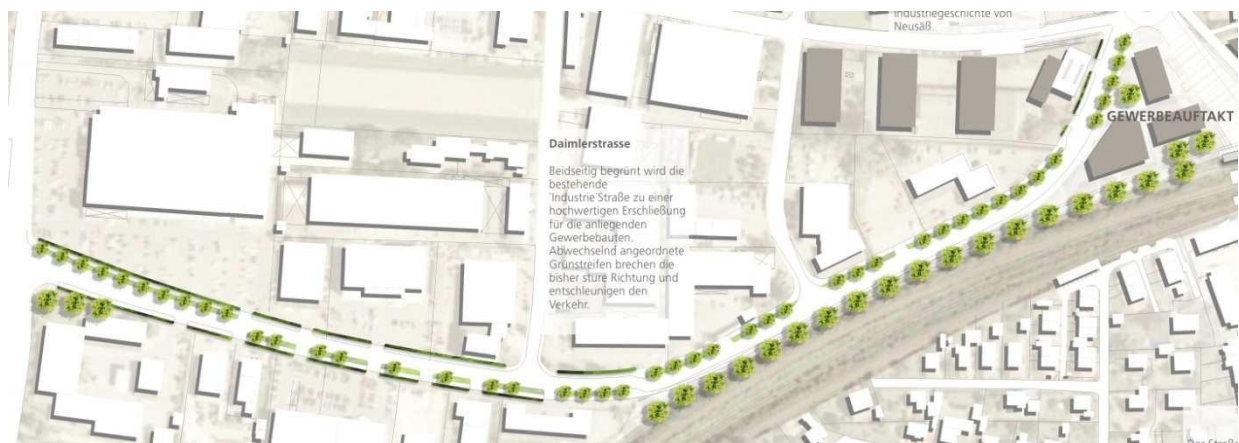 Industriegeschichte von
Neusäß.
GEWERBEAUFTAKT
Daimlerstrasse
Beidseitig begrünt wird die
bestehende
'Industrie'Straße zu einer
hochwertigen Erschließung
für die anliegenden
Gewerbebauten.
Abwechselnd angeordnete
Grünstreifen brechen die
bisher sture Richtung und
entschleunigen den
Verkehr.